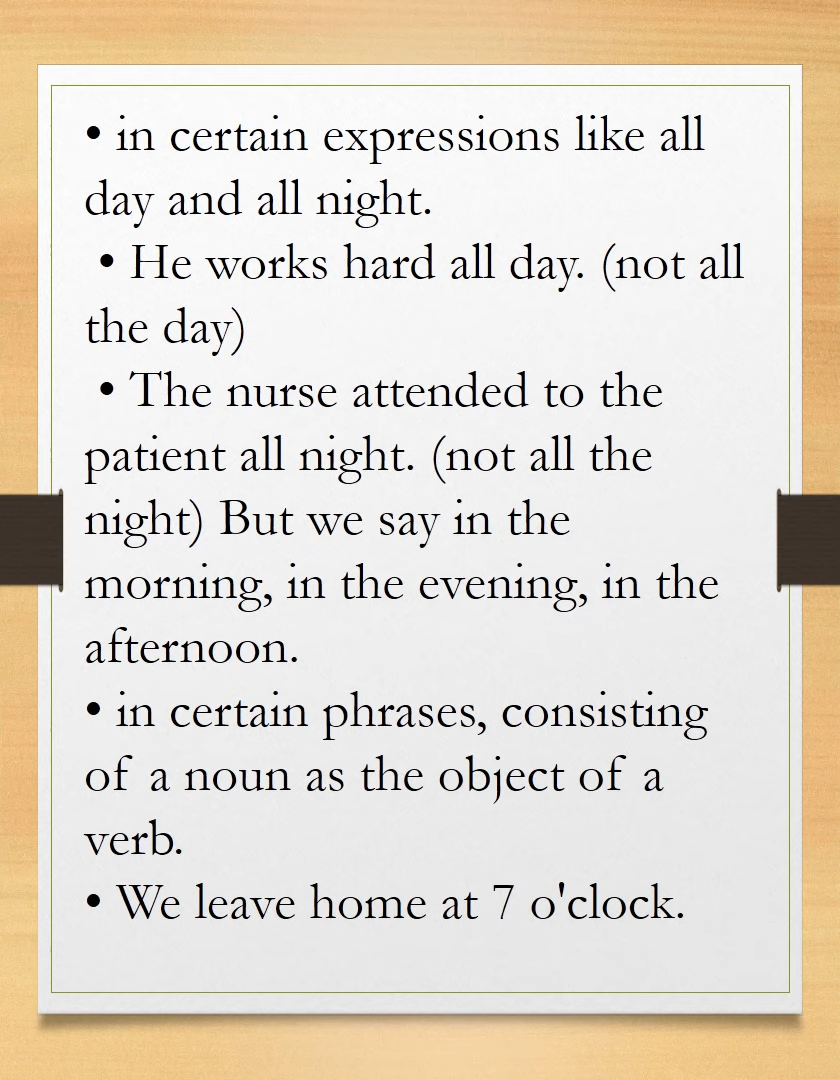 • in certain expressions like all
day and all night.
• He works hard all day. (not all
the day)
• The nurse attended to the
patient all night. (not all the
night) But we say in the
morning, in the evening, in the
afternoon.
• in certain phrases, consisting
of a noun as the object of a
verb.
• We leave home at 7 o'clock.